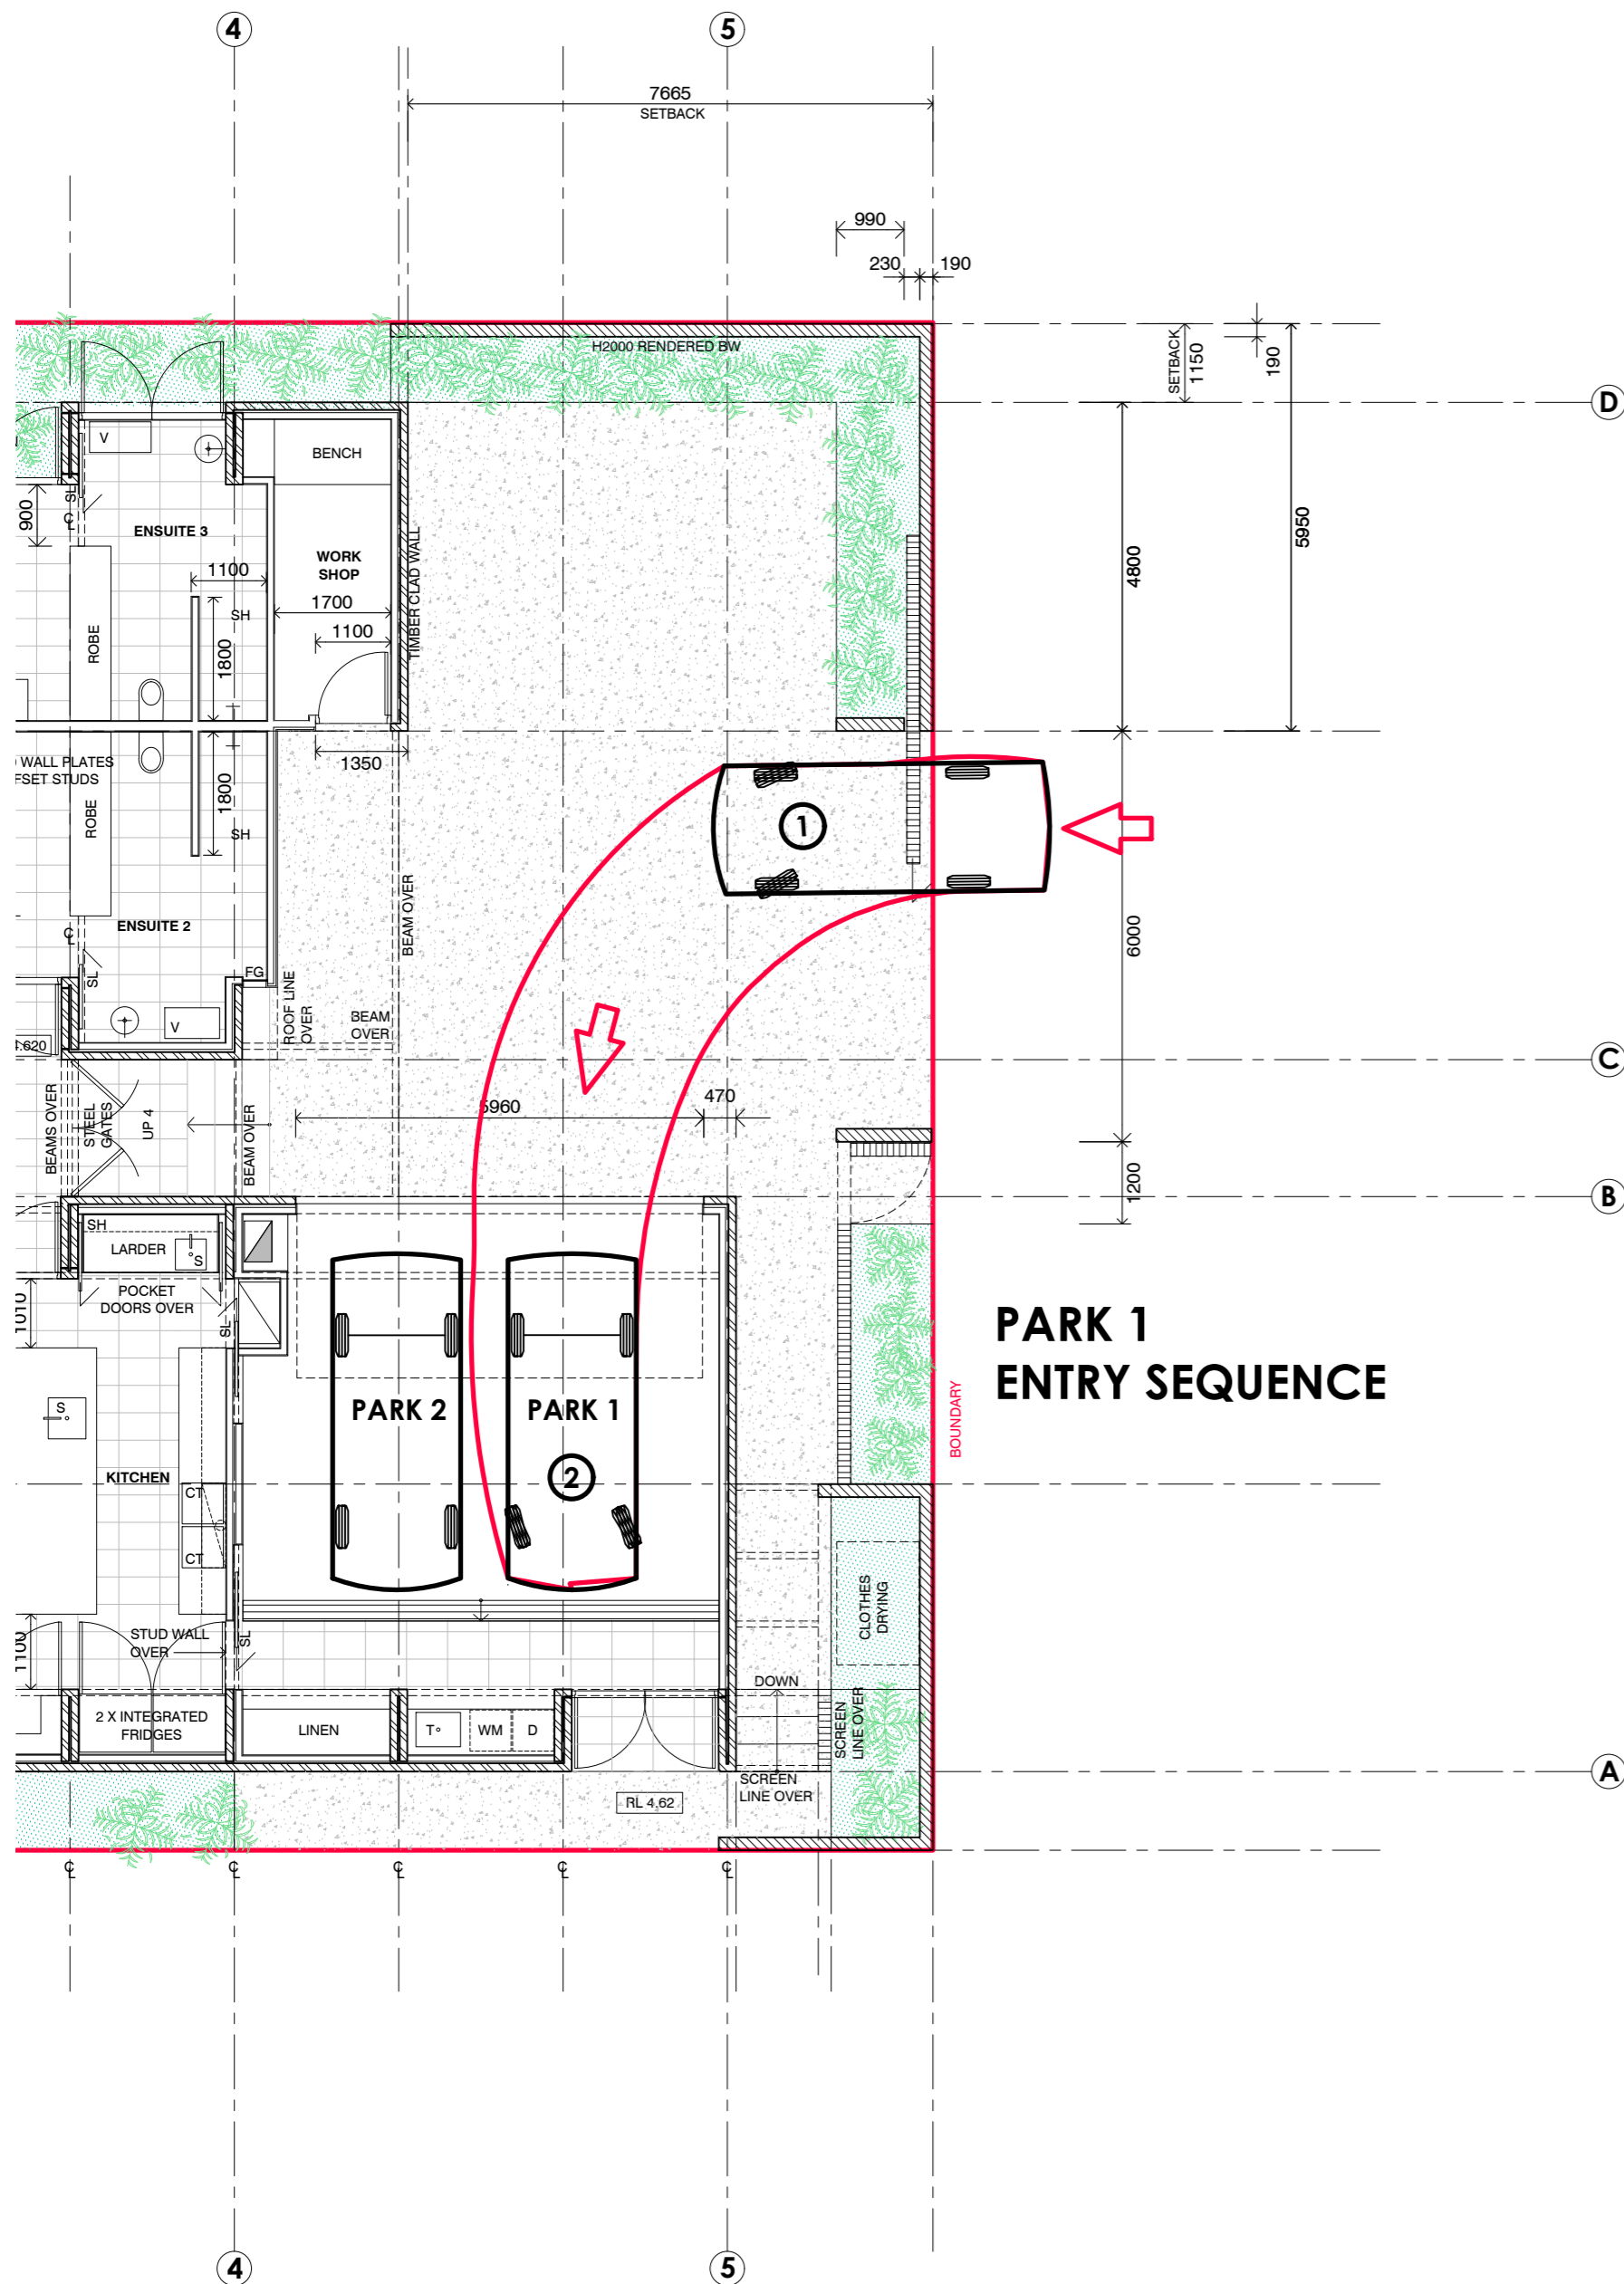 4
5
7665
SETBACK
990
230
190
H2000 RENDERED BW
SETBACK
1150
190
D
V
BENCH
SL
900
ENSUITE 3
WORK
SHOP
TIMBER CLAD WALL
4800
5950
1100
1700
SH
1100
ROBE
1800
WALL PLATES
FSET STUDS
1350
ROBE
1800
SH
1
BEAM OVER
ENSUITE 2
6000
SL
FG
ROOF LINE
OVER
BEAM
OVER
V
4.620
C
BEAMS OVER
STEEL
GATES
UP 4
BEAM OVER
5960
470
1200
B
SH
LARDER
S
POCKET
DOORS OVER
1010
SL
PARK 1
ENTRY SEQUENCE
BOUNDARY
S
PARK 2
PARK 1
KITCHEN
CT
2
CT
CLOTHES
DRYING
1100
STUD WALL
OVER
SL
DOWN
2 X INTEGRATED
FRIDGES
LINEN
T
WM
D
SCREEN
LINE OVER
SCREEN
LINE OVER
A
RL 4.62
4
5